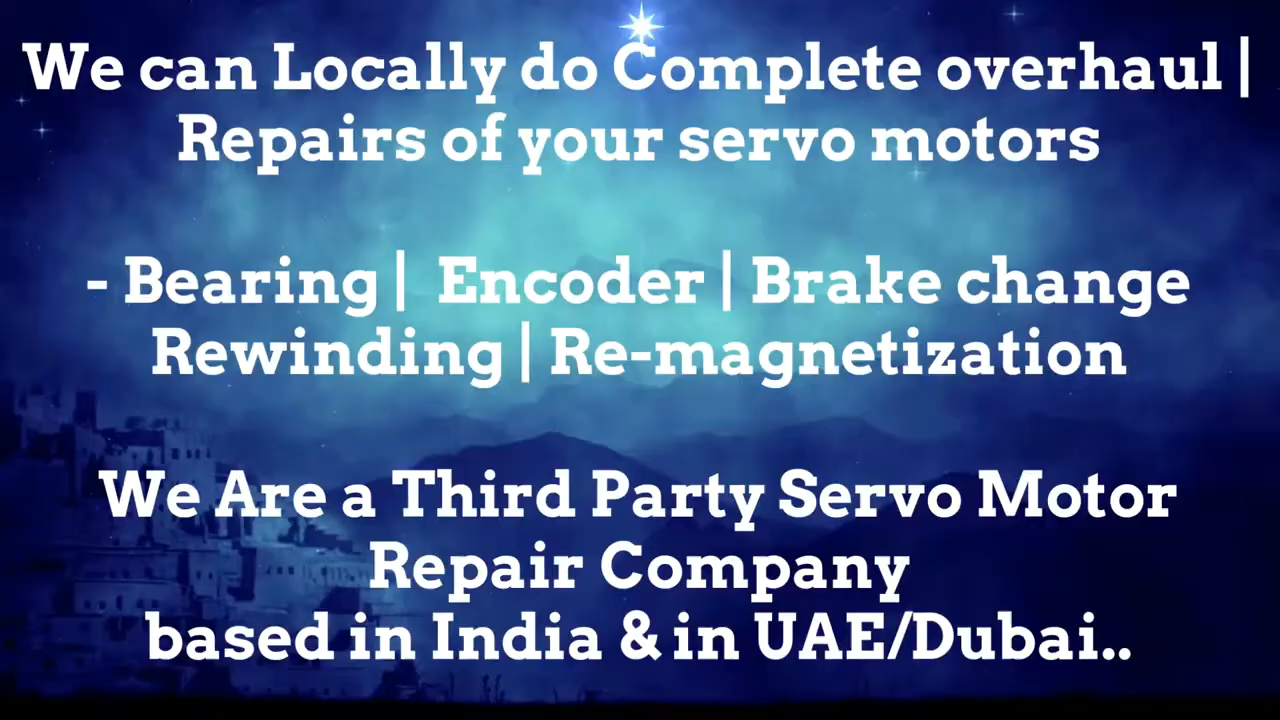 We can Locally do Complete overhaul |
Repairs of your servo motors
- Bearing | Encoder | Brake change
Rewinding | Re-magnetization
We Are a Third Party Servo Motor
Repair Company
based in India & in UAE/Dubai..